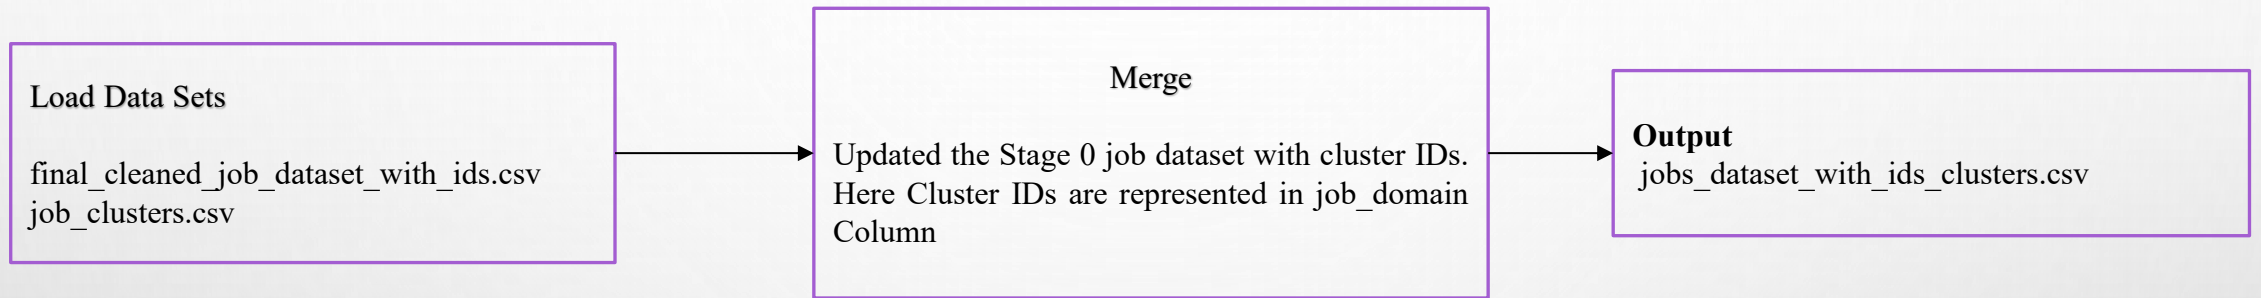 Load Data Sets
final_cleaned_job_dataset_with_ids.csv
job_clusters.csv
Merge
Updated the Stage 0 job dataset with cluster IDs.
Here Cluster IDs are represented in job_domain
Column
Output
jobs_dataset_with_ids_clusters.csv